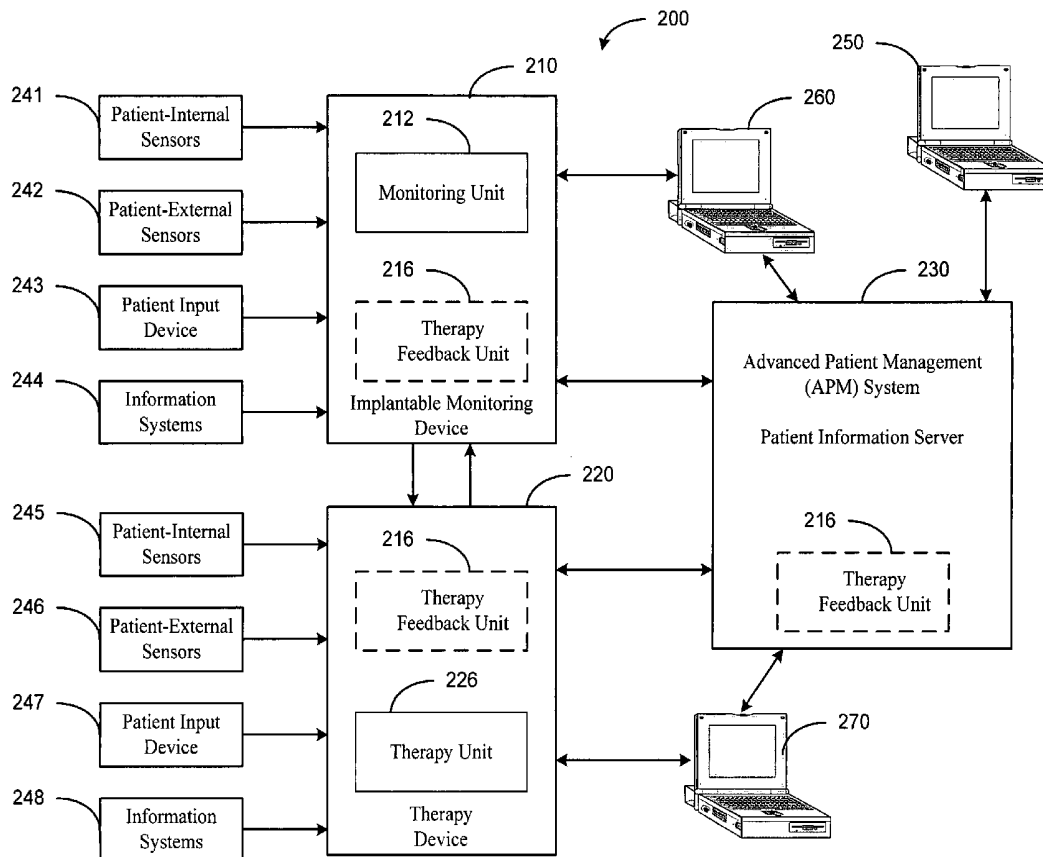 200
250
210
260
241
Patient-Internal
Sensors
212
Monitoring Unit
242
Patient-External
Sensors
243
Patient Input
Device
216
Therapy
Feedback Unit
230
Advanced Patient Management
(APM) System
Patient Information Server
244
Information
Systems
Implantable Monitoring
Device
220
245
Patient-Internal
Sensors
216
Therapy
Feedback Unit
216
Therapy
Feedback Unit
246
Patient-External
Sensors
247
Patient Input
Device
226
Therapy Unit
270
248
Information
Systems
Therapy
Device